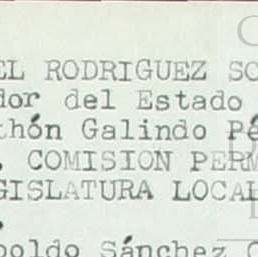 EL RODRIGUEZ SO
dor del Estado
thón Galindo Pé
. COMISION PERM
GISLATURA LOCAL
.
poldo Sánchez C